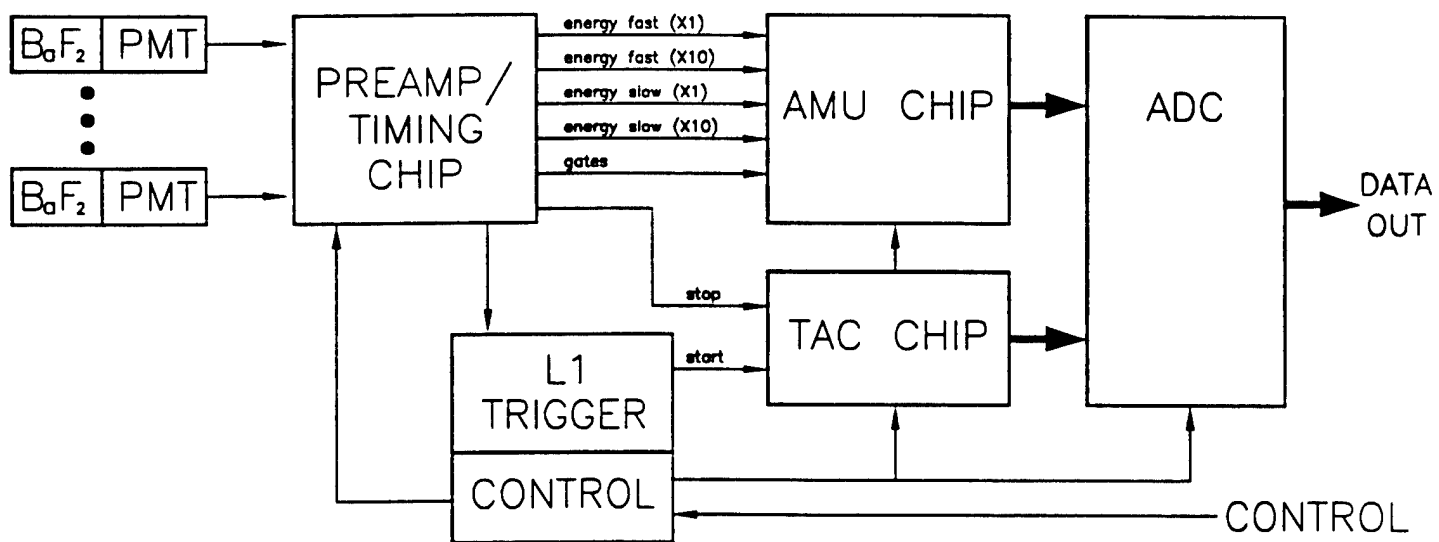 BaF2 PMT
BaF2 PMT
PREAMP/
TIMING
CHIP
energy fast (X1)
energy fast (X10)
energy slow (X1)
energy slow (X10)
gates
stop
start
AMU CHIP
TAC CHIP
ADC
DATA
OUT
L1
TRIGGER
CONTROL
CONTROL